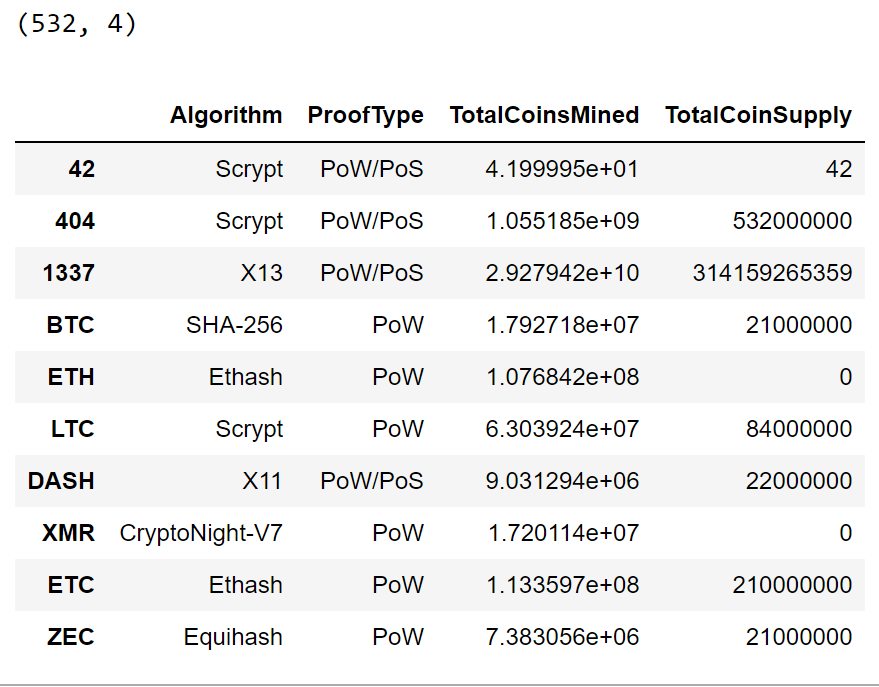 (532, 4)
Algorithm ProofType TotalCoinsMined TotalCoinSupply
42 Scrypt PoW/PoS 4.199995e+01 42
404 Scrypt PoW/PoS 1.055185e+09 532000000
1337 X13 PoW/PoS 2.927942e+10 314159265359
BTC SHA-256 PoW 1.792718e+07 21000000
ETH Ethash PoW 1.076842e+08 0
LTC Scrypt PoW 6.303924e+07 84000000
DASH X11 PoW/PoS 9.031294e+06 22000000
XMR CryptoNight-V7 PoW 1.720114e+07 0
ETC Ethash PoW 1.133597e+08 210000000
ZEC Equihash PoW 7.383056e+06 21000000